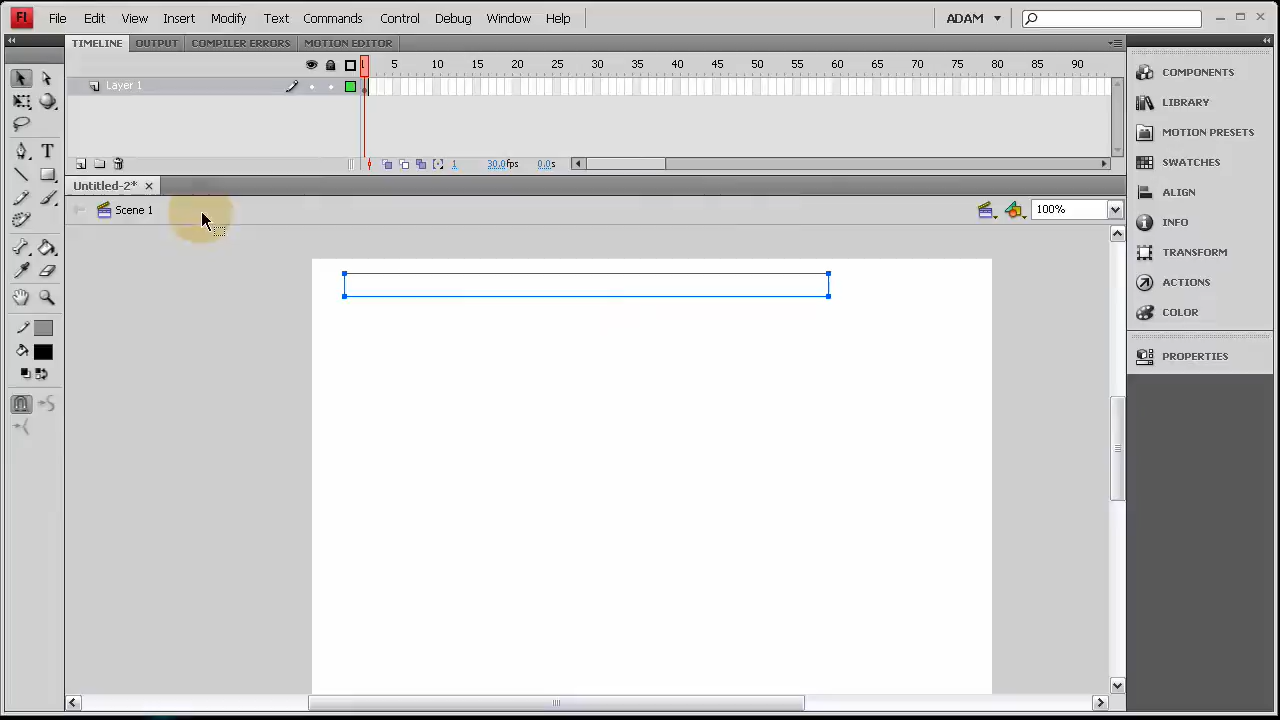 Fl File Edit View Insert Modify Text Commands Control Debug Window Help ADAM
TIMELINE OUTPUT COMPILER ERRORS MOTION EDITOR
1 5 10 15 20 25 30 35 40 45 50 55 60 65 70 75 80 85 90
Layer 1
1 30.0fps 0.0s
Untitled-2*
Scene 1 100%
COMPONENTS
LIBRARY
MOTION PRESETS
SWATCHES
ALIGN
INFO
TRANSFORM
ACTIONS
COLOR
PROPERTIES